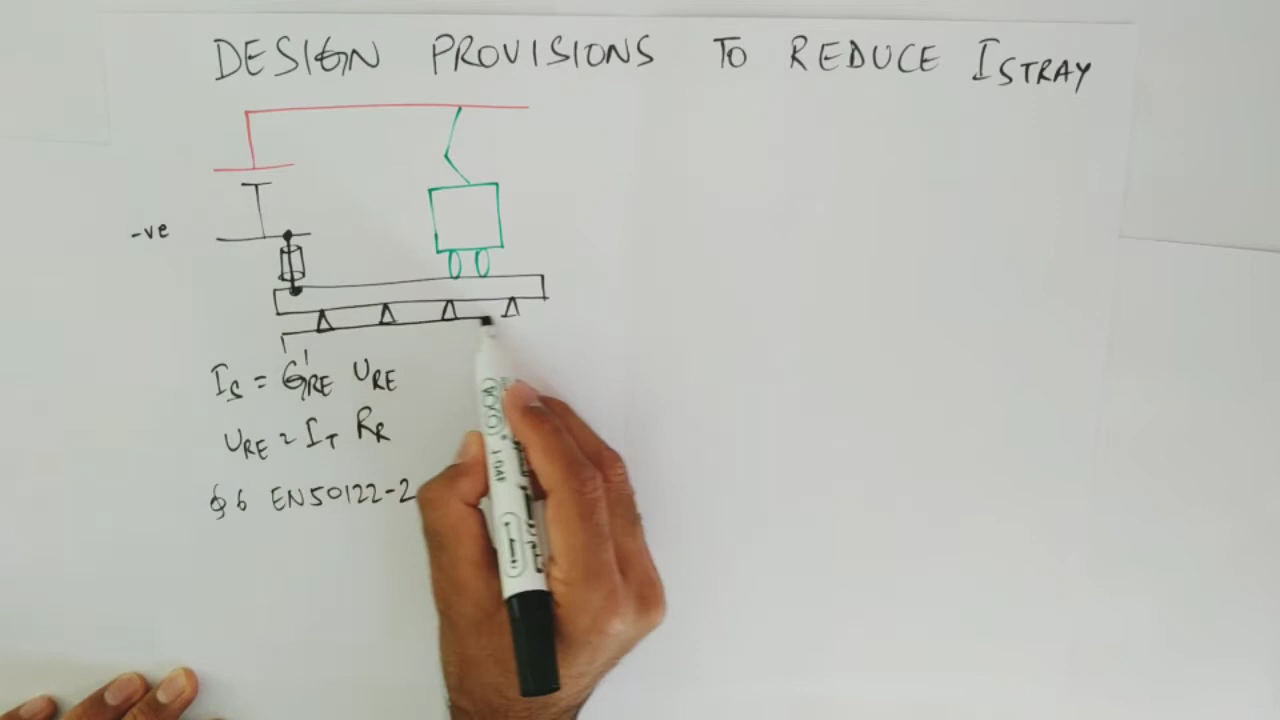 DESIGN PROVISIONS TO REDUCE ISTRAY
-ve
IS = G'RE URE
URE = IT RR
§ 6 EN50122-2